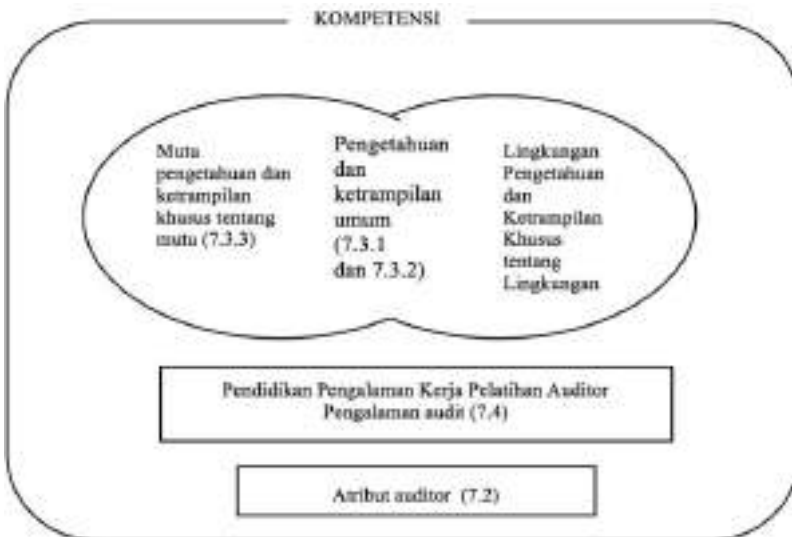 KOMPETENSI
Mutu
pengetahuan dan
ketrampilan
khusus tentang
mutu (7.3.3)
Pengetahuan
dan
ketrampilan
umum
(7.3.1
dan 7.3.2)
Lingkungan
Pengetahuan
dan
Ketrampilan
Khusus
tentang
Lingkungan
Pendidikan Pengalaman Kerja Pelatihan Auditor
Pengalaman audit (7.4)
Atribut auditor (7.2)